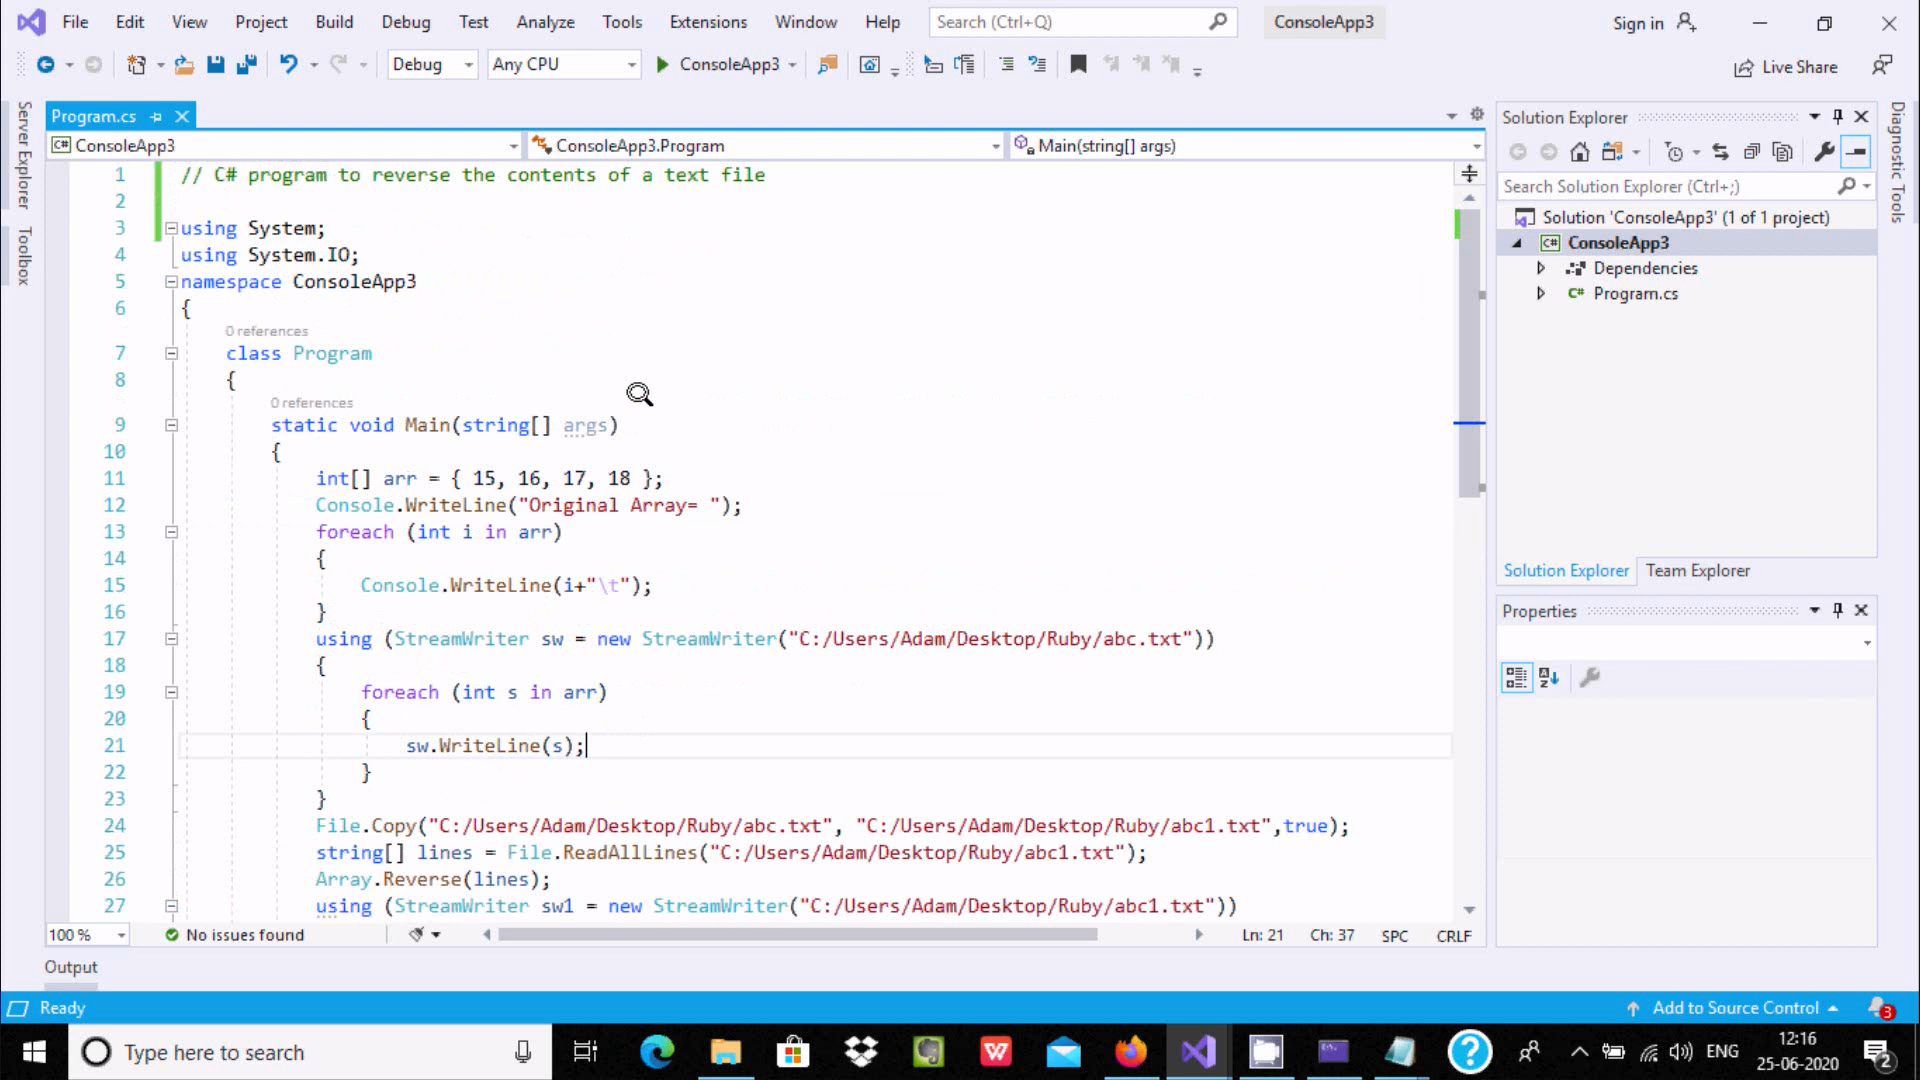 File Edit View Project Build Debug Test Analyze Tools Extensions Window Help Search (Ctrl+Q) ConsoleApp3 Sign in
Debug Any CPU ConsoleApp3 Live Share
Server Explorer
Toolbox
Program.cs
ConsoleApp3 ConsoleApp3.Program Main(string[] args)
1 // C# program to reverse the contents of a text file
2
3 using System;
4 using System.IO;
5 namespace ConsoleApp3
6 {
0 references
7 class Program
8 {
0 references
9 static void Main(string[] args)
10 {
11 int[] arr = { 15, 16, 17, 18 };
12 Console.WriteLine("Original Array= ");
13 foreach (int i in arr)
14 {
15 Console.WriteLine(i+"\t");
16 }
17 using (StreamWriter sw = new StreamWriter("C:/Users/Adam/Desktop/Ruby/abc.txt"))
18 {
19 foreach (int s in arr)
20 {
21 sw.WriteLine(s);
22 }
23 }
24 File.Copy("C:/Users/Adam/Desktop/Ruby/abc.txt", "C:/Users/Adam/Desktop/Ruby/abc1.txt",true);
25 string[] lines = File.ReadAllLines("C:/Users/Adam/Desktop/Ruby/abc1.txt");
26 Array.Reverse(lines);
27 using (StreamWriter sw1 = new StreamWriter("C:/Users/Adam/Desktop/Ruby/abc1.txt"))
100 % No issues found Ln: 21 Ch: 37 SPC CRLF
Output
Solution Explorer
Search Solution Explorer (Ctrl+;)
Solution 'ConsoleApp3' (1 of 1 project)
C# ConsoleApp3
Dependencies
C# Program.cs
Solution Explorer Team Explorer
Properties
Diagnostic Tools
Ready Add to Source Control 3
Type here to search ENG 12:16
25-06-2020 2